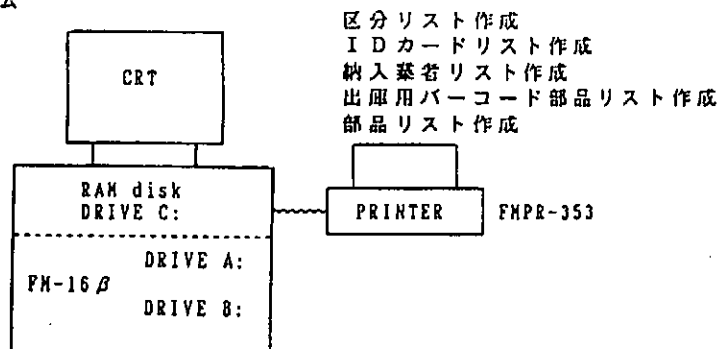 ム
区分リスト作成
IDカードリスト作成
納入業者リスト作成
出庫用バーコード部品リスト作成
部品リスト作成
CRT
RAM disk
DRIVE C:
PRINTER
FMPR-353
DRIVE A:
FM-16β
DRIVE B: